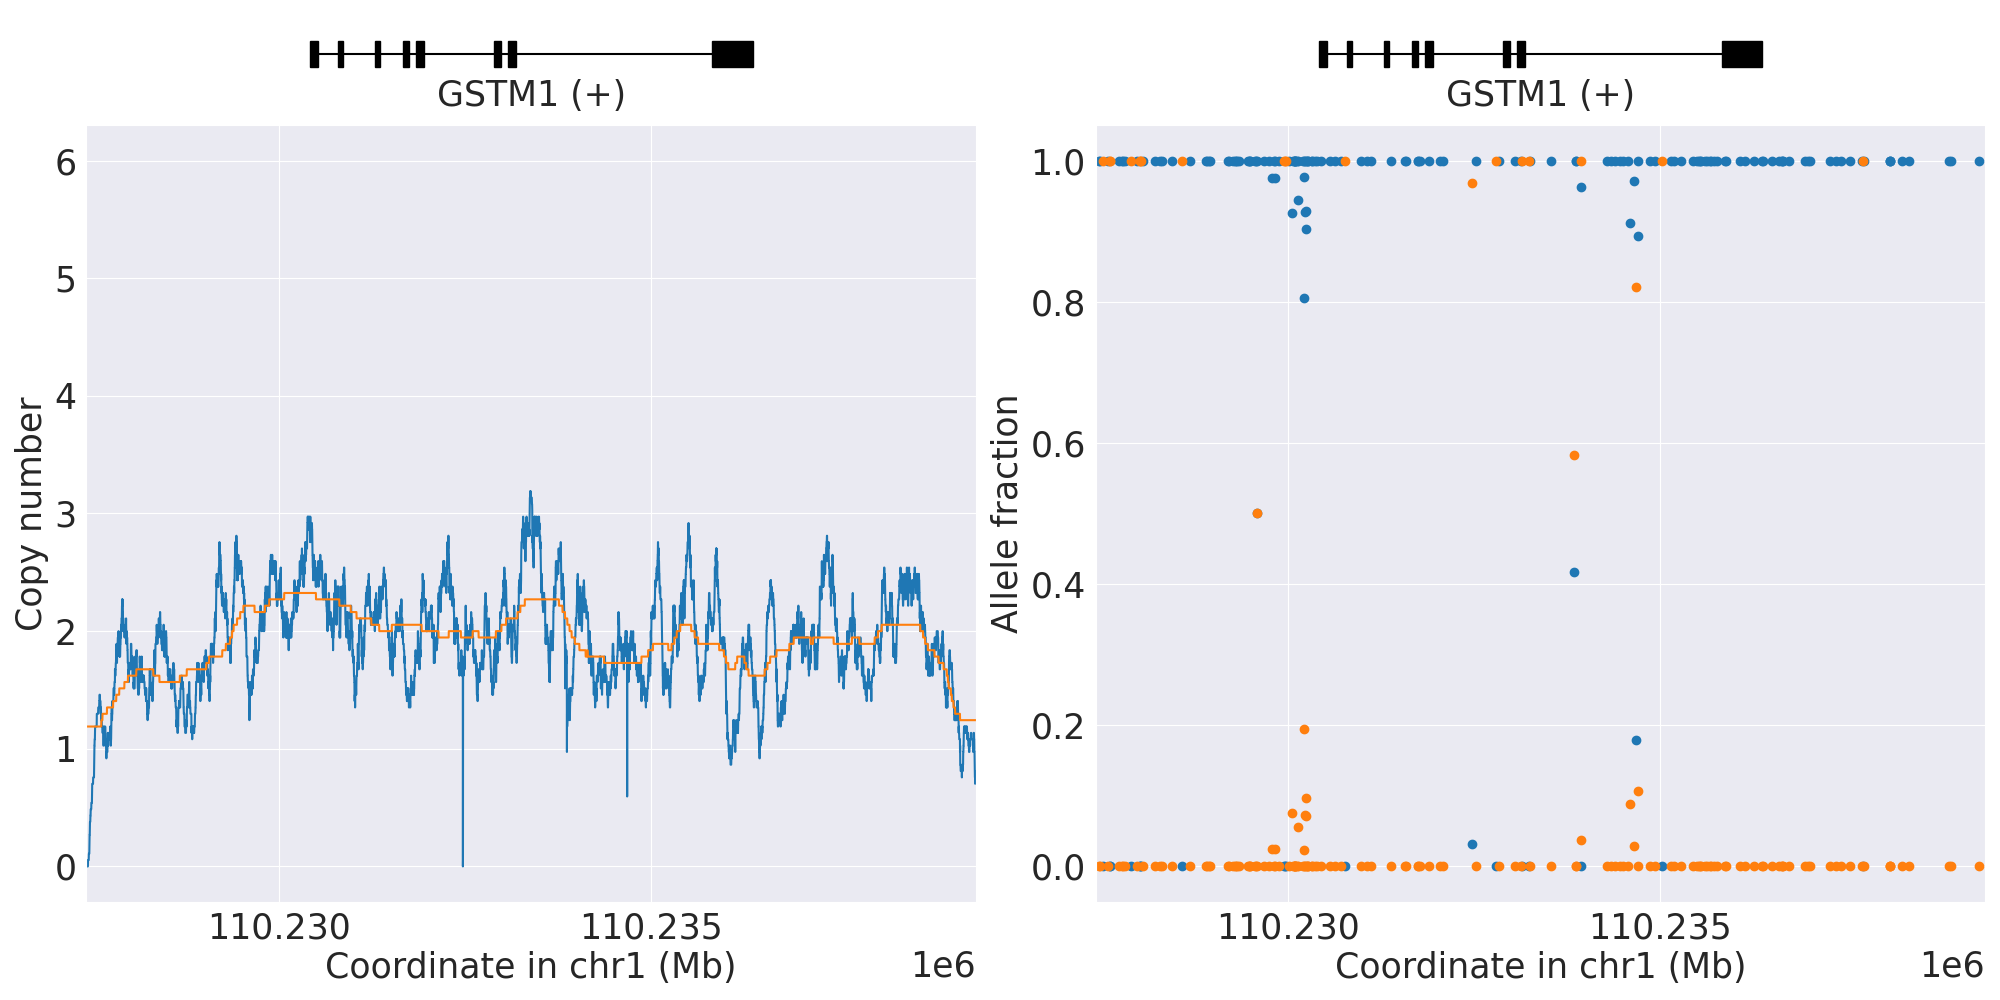 GSTM1 (+)
6
5
4
3
2
1
0
Copy number
110.230
110.235
Coordinate in chr1 (Mb)
1e6
GSTM1 (+)
1.0
0.8
0.6
0.4
0.2
0.0
Allele fraction
110.230
110.235
Coordinate in chr1 (Mb)
1e6